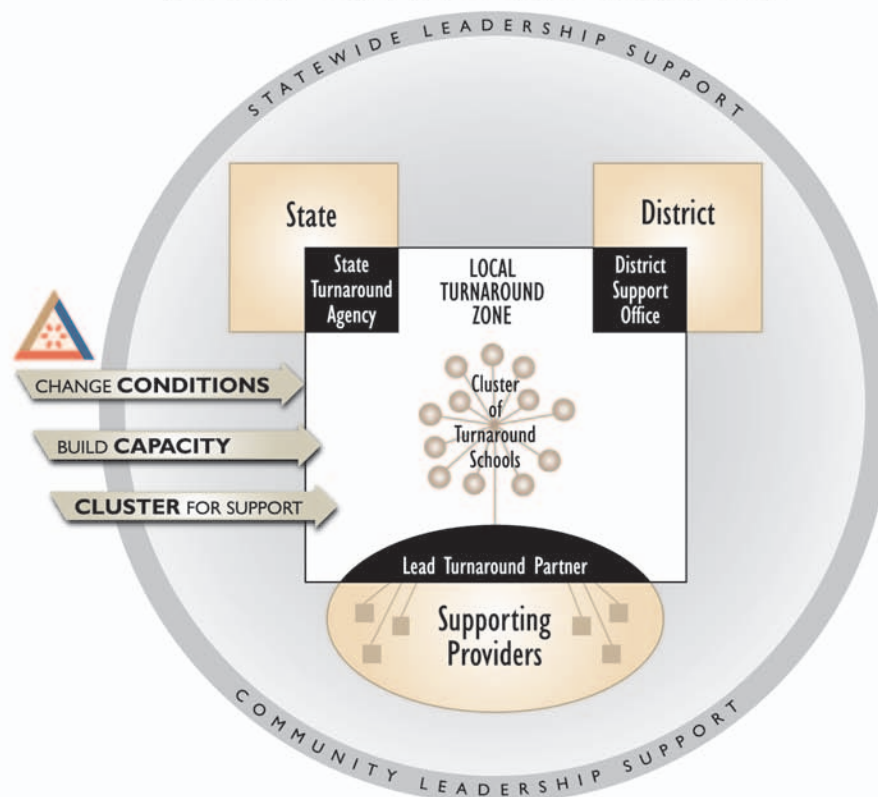 STATEWIDE LEADERSHIP SUPPORT
State
District
State
Turnaround
Agency
LOCAL
TURNAROUND
ZONE
District
Support
Office
CHANGE CONDITIONS
BUILD CAPACITY
CLUSTER FOR SUPPORT
Cluster
of
Turnaround
Schools
Lead Turnaround Partner
Supporting
Providers
COMMUNITY LEADERSHIP SUPPORT